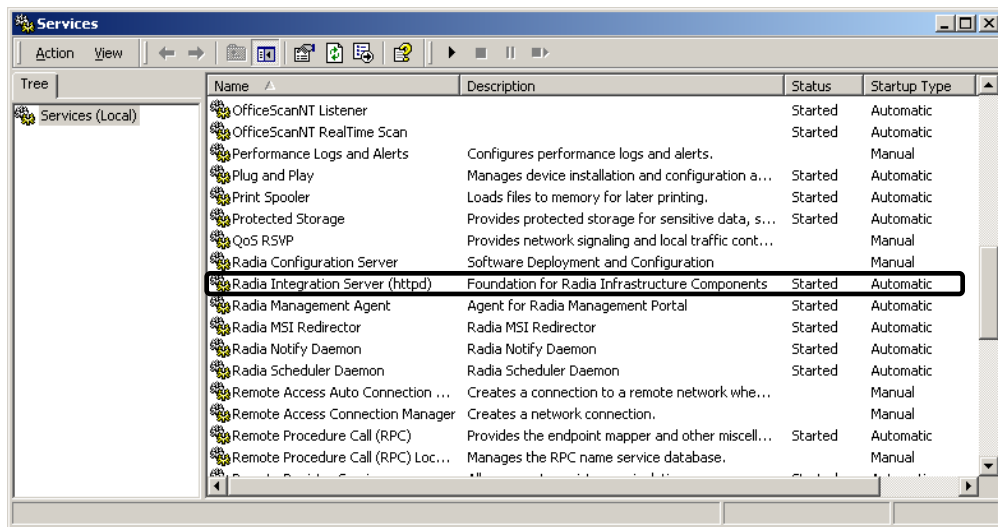 Services
Action View
Tree
Name Description Status Startup Type
Services (Local)
OfficeScanNT Listener Started Automatic
OfficeScanNT RealTime Scan Started Automatic
Performance Logs and Alerts Configures performance logs and alerts. Manual
Plug and Play Manages device installation and configuration a... Started Automatic
Print Spooler Loads files to memory for later printing. Started Automatic
Protected Storage Provides protected storage for sensitive data, s... Started Automatic
QoS RSVP Provides network signaling and local traffic cont... Manual
Radia Configuration Server Software Deployment and Configuration Manual
Radia Integration Server (httpd) Foundation for Radia Infrastructure Components Started Automatic
Radia Management Agent Agent for Radia Management Portal Started Automatic
Radia MSI Redirector Radia MSI Redirector Started Automatic
Radia Notify Daemon Radia Notify Daemon Started Automatic
Radia Scheduler Daemon Radia Scheduler Daemon Started Automatic
Remote Access Auto Connection ... Creates a connection to a remote network whe... Manual
Remote Access Connection Manager Creates a network connection. Manual
Remote Procedure Call (RPC) Provides the endpoint mapper and other miscell... Started Automatic
Remote Procedure Call (RPC) Loc... Manages the RPC name service database. Manual